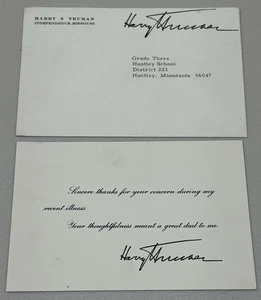 HARRY S TRUMAN
INDEPENDENCE, MISSOURI
Harry S Truman
Grade Three
Huntley School
District 221
Huntley, Minnesota 56047
Sincere thanks for your concern during my
recent illness.
Your thoughtfulness meant a great deal to me.
Harry S Truman